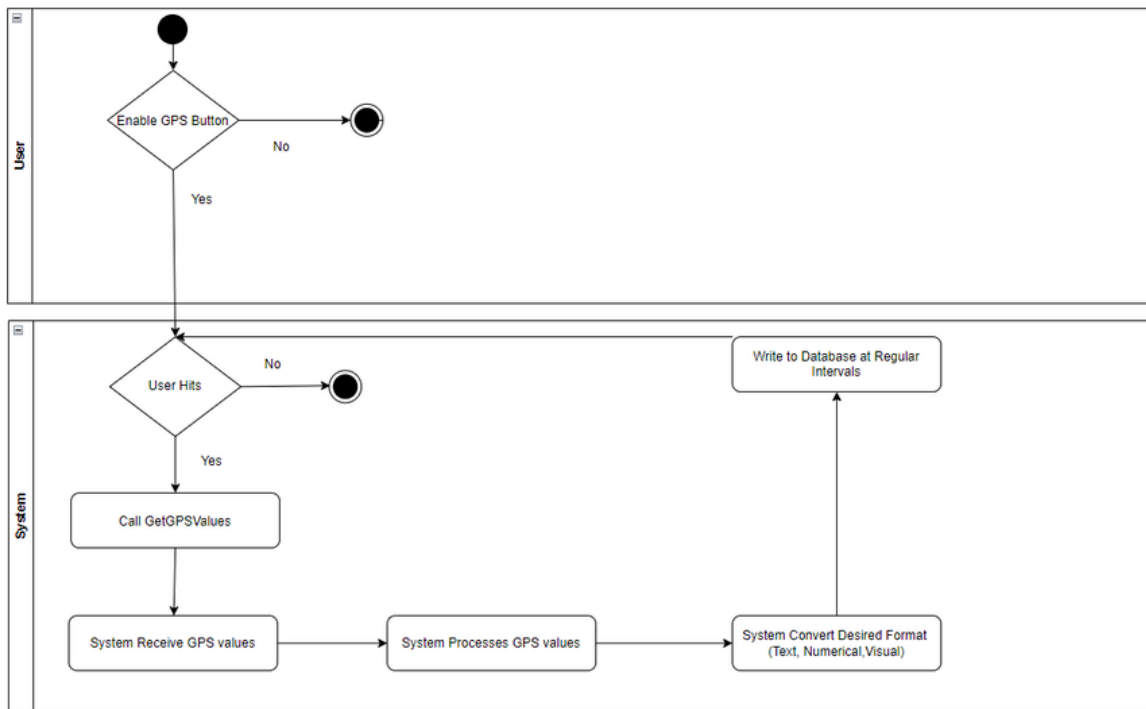 User
Enable GPS Button
No
Yes
System
User Hits
No
Yes
Write to Database at Regular
Intervals
Call GetGPSValues
System Receive GPS values
System Processes GPS values
System Convert Desired Format
(Text, Numerical,Visual)